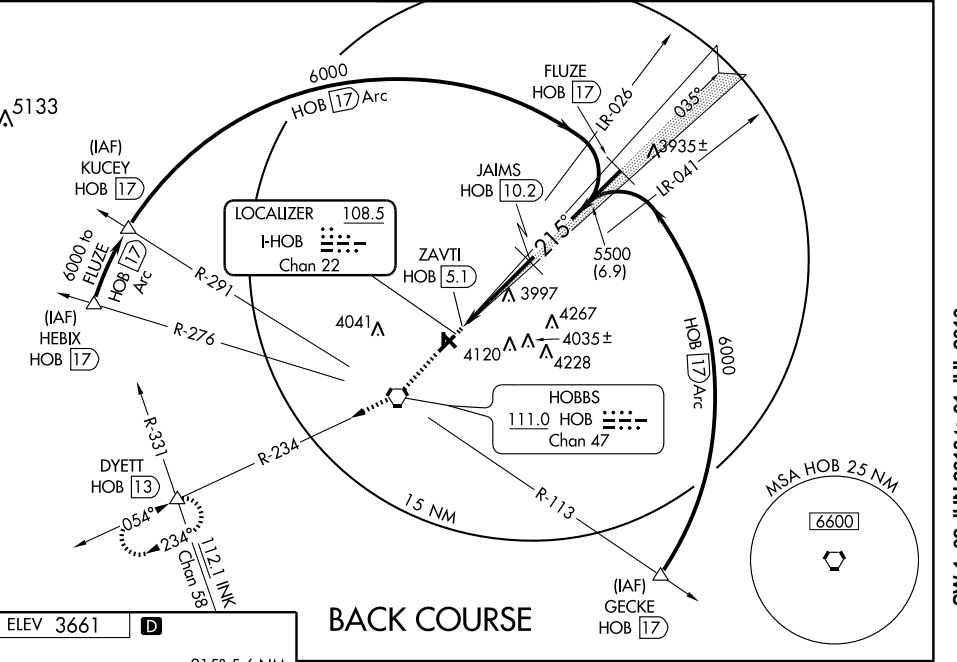 6000
HOB 17 Arc
FLUZE
HOB 17
LR-026
035°
3935±
LR-041
5133
(IAF)
KUCEY
HOB 17
JAIMS
HOB 10.2
215°
LOCALIZER 108.5
I-HOB
Chan 22
ZAVTI
HOB 5.1
5500
(6.9)
6000 to
FLUZE
HOB 17
Arc
R-291
(IAF)
HEBIX
HOB 17
R-276
3997
4041
4267
4035±
4120
4228
6000
HOB 17 Arc
HOBBS
111.0 HOB
Chan 47
R-331
R-234
DYETT
HOB 13
054°
234°
112.1 INK
Chan 58
15 NM
R-113
MSA HOB 25 NM
6600
(IAF)
GECKE
HOB 17
BACK COURSE
ELEV 3661 D